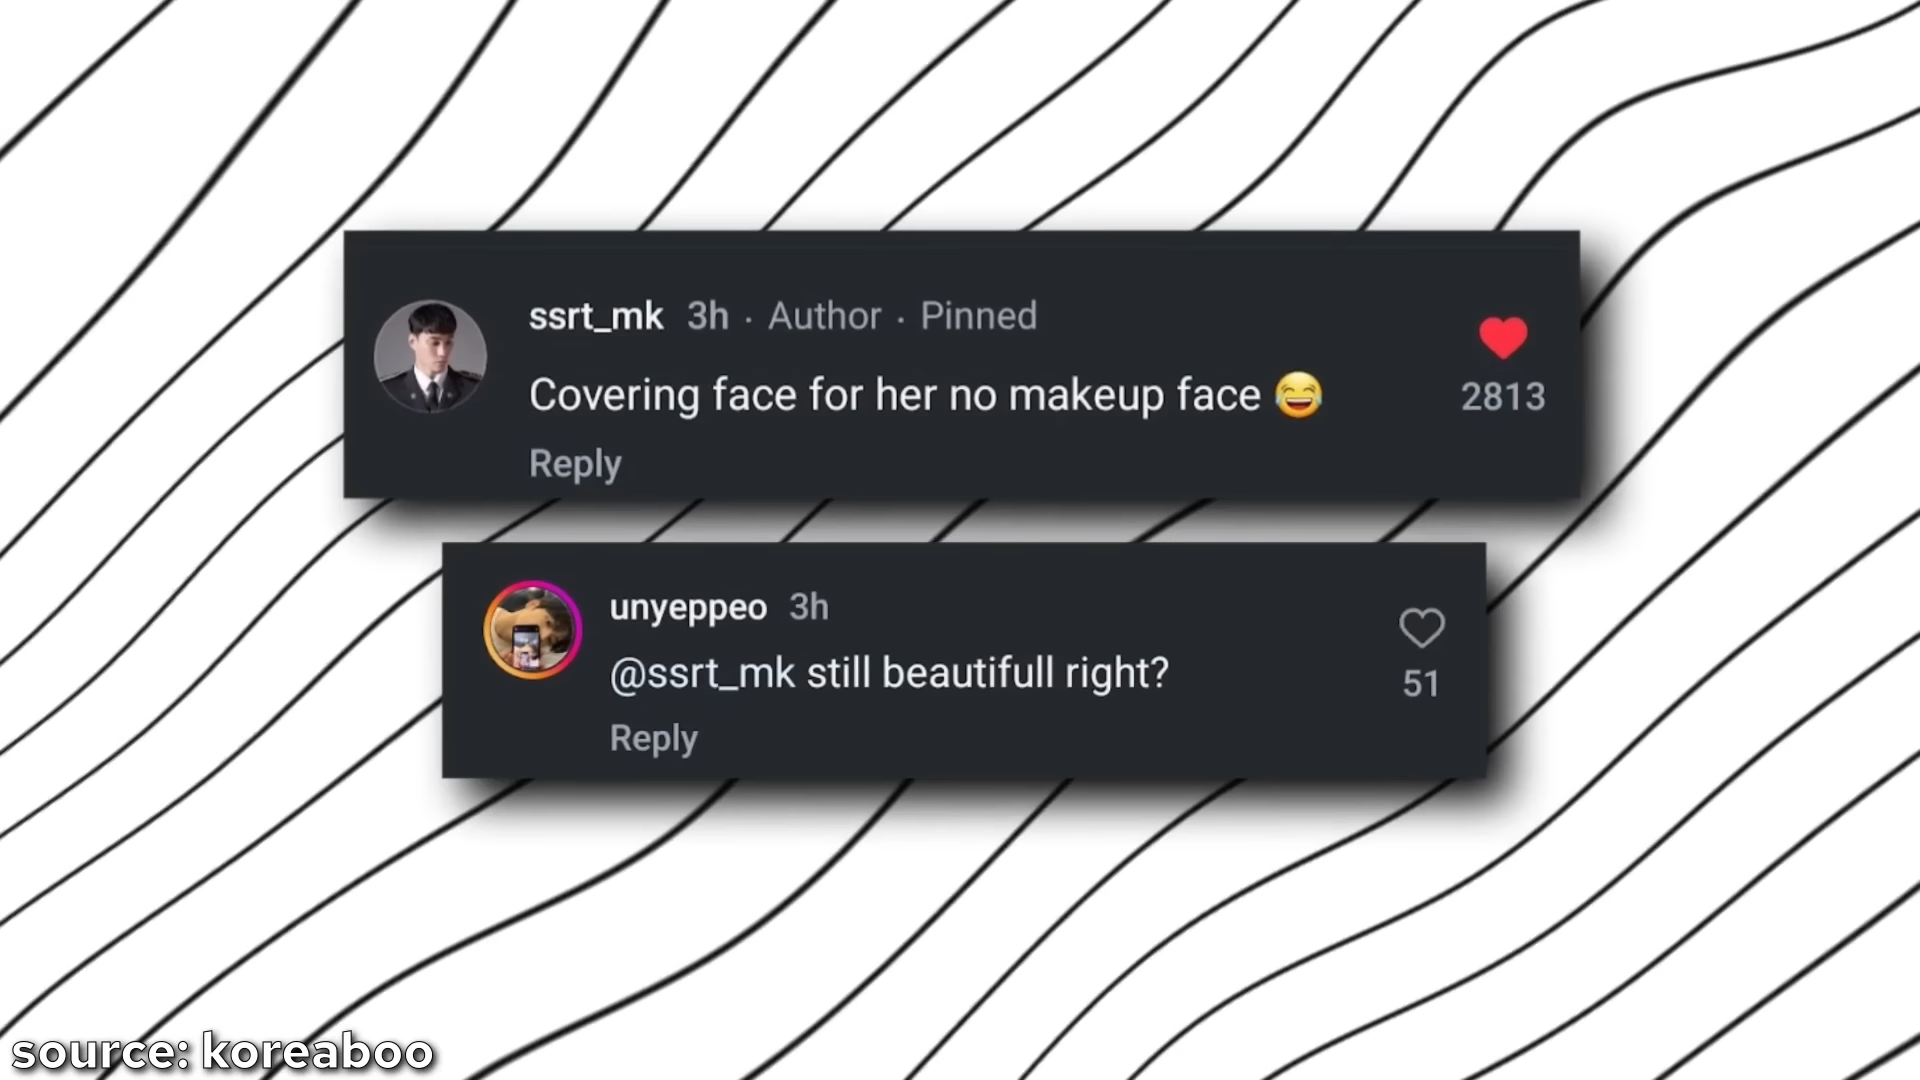 ssrt_mk 3h · Author · Pinned
Covering face for her no makeup face 😂
2813
Reply
unyeppeo 3h
@ssrt_mk still beautifull right?
51
Reply
source: koreaboo